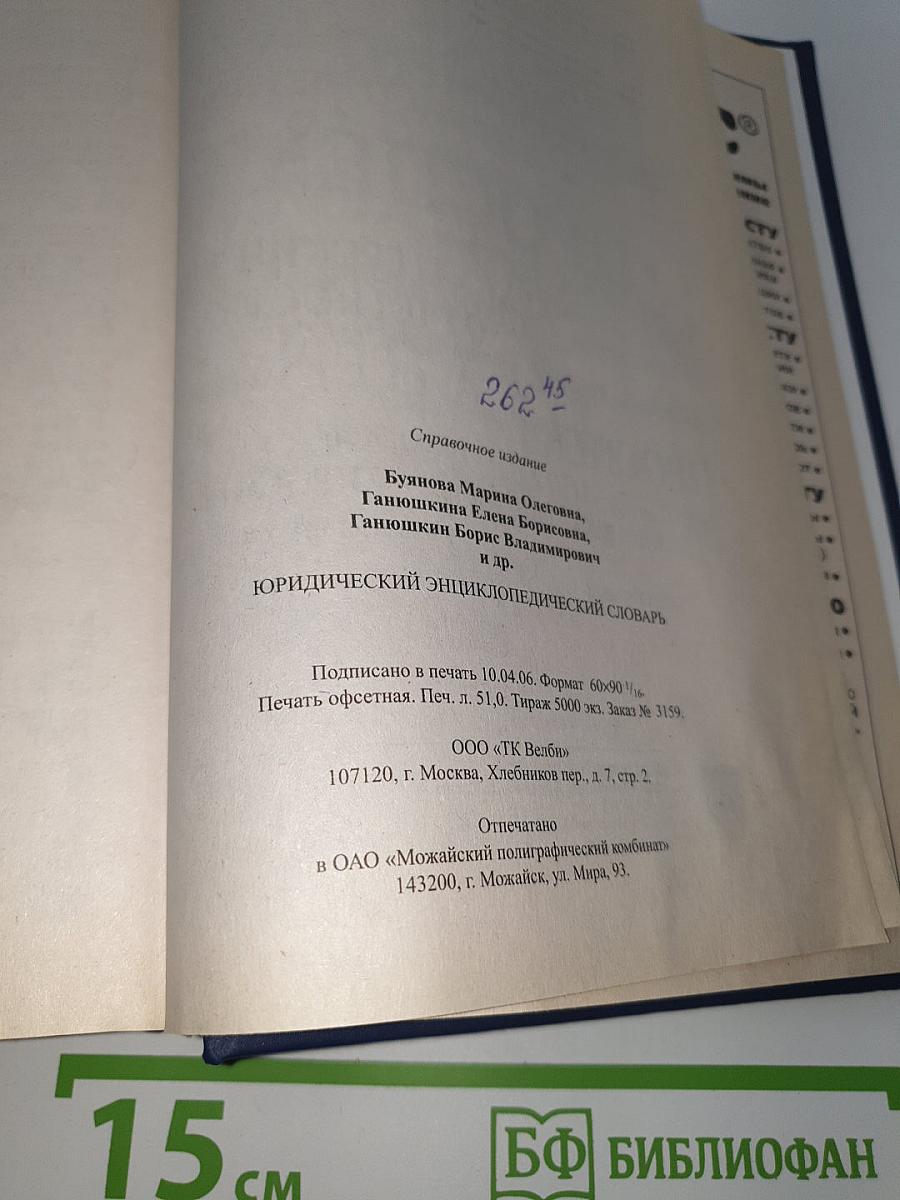 262 45
Справочное издание
Буянова Марина Олеговна,
Ганюшкина Елена Борисовна,
Ганюшкин Борис Владимирович
и др.
ЮРИДИЧЕСКИЙ ЭНЦИКЛОПЕДИЧЕСКИЙ СЛОВАРЬ
Подписано в печать 10.04.06. Формат 60×90 1/16.
Печать офсетная. Печ. л. 51,0. Тираж 5000 экз. Заказ № 3159.
ООО «ТК Велби»
107120, г. Москва, Хлебников пер., д. 7, стр. 2.
Отпечатано
в ОАО «Можайский полиграфический комбинат»
143200, г. Можайск, ул. Мира, 93.
15 см
БФ БИБЛИОФАН